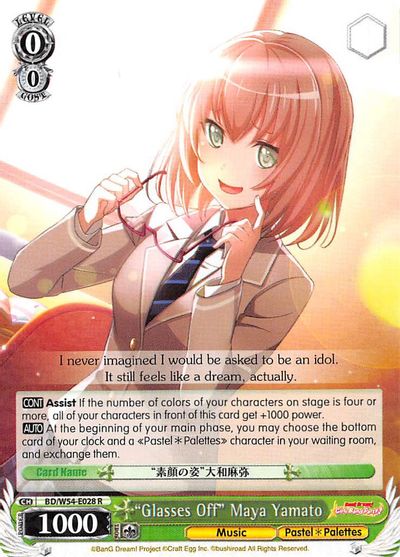 LEVEL
0
0
COST
I never imagined I would be asked to be an idol.
It still feels like a dream, actually.
CONT Assist If the number of colors of your characters on stage is four or
more, all of your characters in front of this card get +1000 power.
AUTO At the beginning of your main phase, you may choose the bottom
card of your clock and a «Pastel＊Palettes» character in your waiting
room, and exchange them.
Card Name
“素顔の姿”大和麻弥
CH
BD/W54-E028 R
POWER
1000
“Glasses Off” Maya Yamato
Music
Pastel＊Palettes
©BanG Dream! Project ©Craft Egg Inc. ©bushiroad All Rights Reserved.